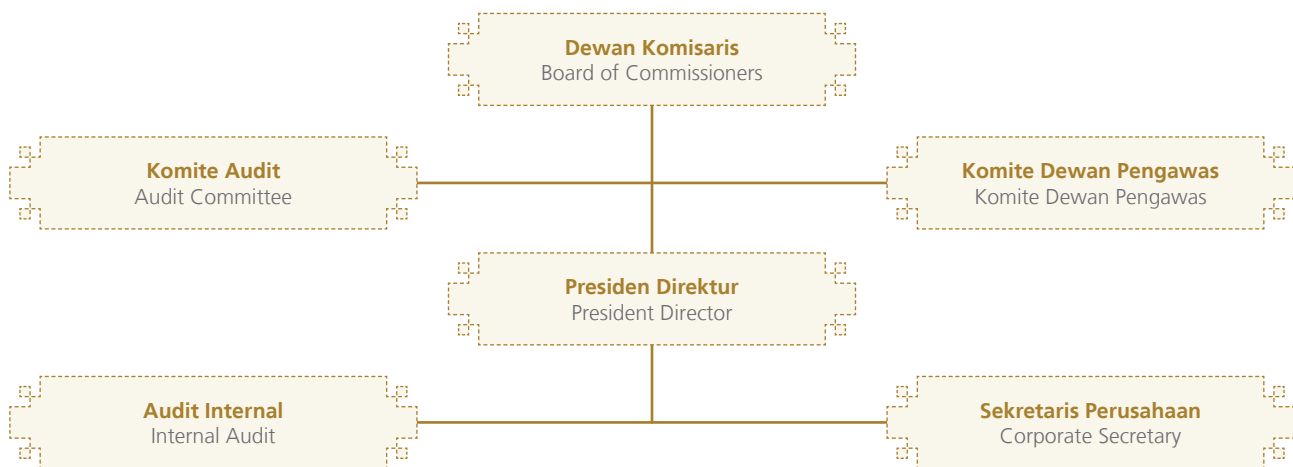 Dewan Komisaris
Board of Commissioners
Komite Audit
Audit Committee
Komite Dewan Pengawas
Komite Dewan Pengawas
Presiden Direktur
President Director
Audit Internal
Internal Audit
Sekretaris Perusahaan
Corporate Secretary